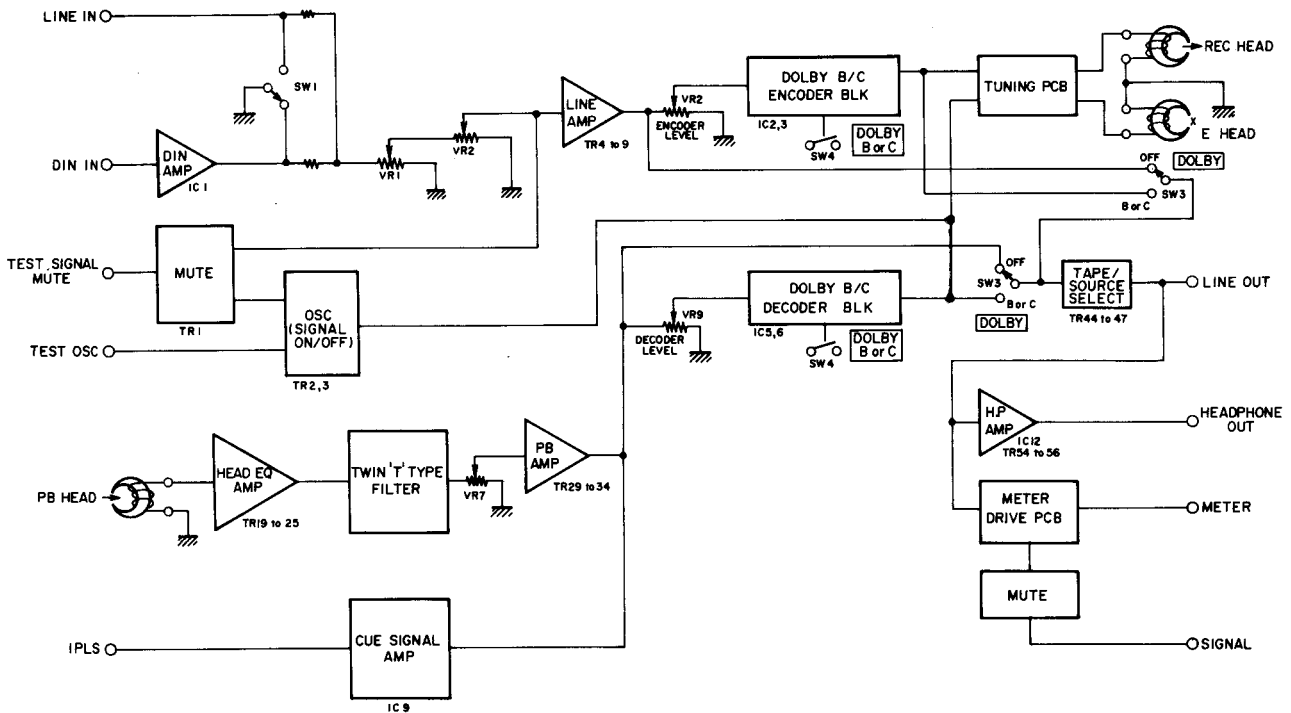 LINE IN
SW1
DIN IN
DIN
AMP
IC1
VR1
VR2
LINE
AMP
TR4 to 9
VR2
ENCODER
LEVEL
DOLBY B/C
ENCODER BLK
IC2,3
SW4
DOLBY
B or C
TUNING PCB
REC HEAD
X
E HEAD
OFF
DOLBY
SW3
B or C
TEST SIGNAL
MUTE
MUTE
TR1
OSC
(SIGNAL
ON/OFF)
TR2,3
TEST OSC
VR9
DECODER
LEVEL
DOLBY B/C
DECODER BLK
IC5,6
SW4
DOLBY
B or C
OFF
SW3
B or C
DOLBY
TAPE/
SOURCE
SELECT
TR44 to 47
LINE OUT
H.P
AMP
IC12
TR54 to 56
HEADPHONE
OUT
PB HEAD
HEAD EQ
AMP
TR19 to 25
TWIN 'T' TYPE
FILTER
VR7
PB
AMP
TR29 to 34
METER
DRIVE PCB
METER
MUTE
SIGNAL
IPLS
CUE SIGNAL
AMP
IC9